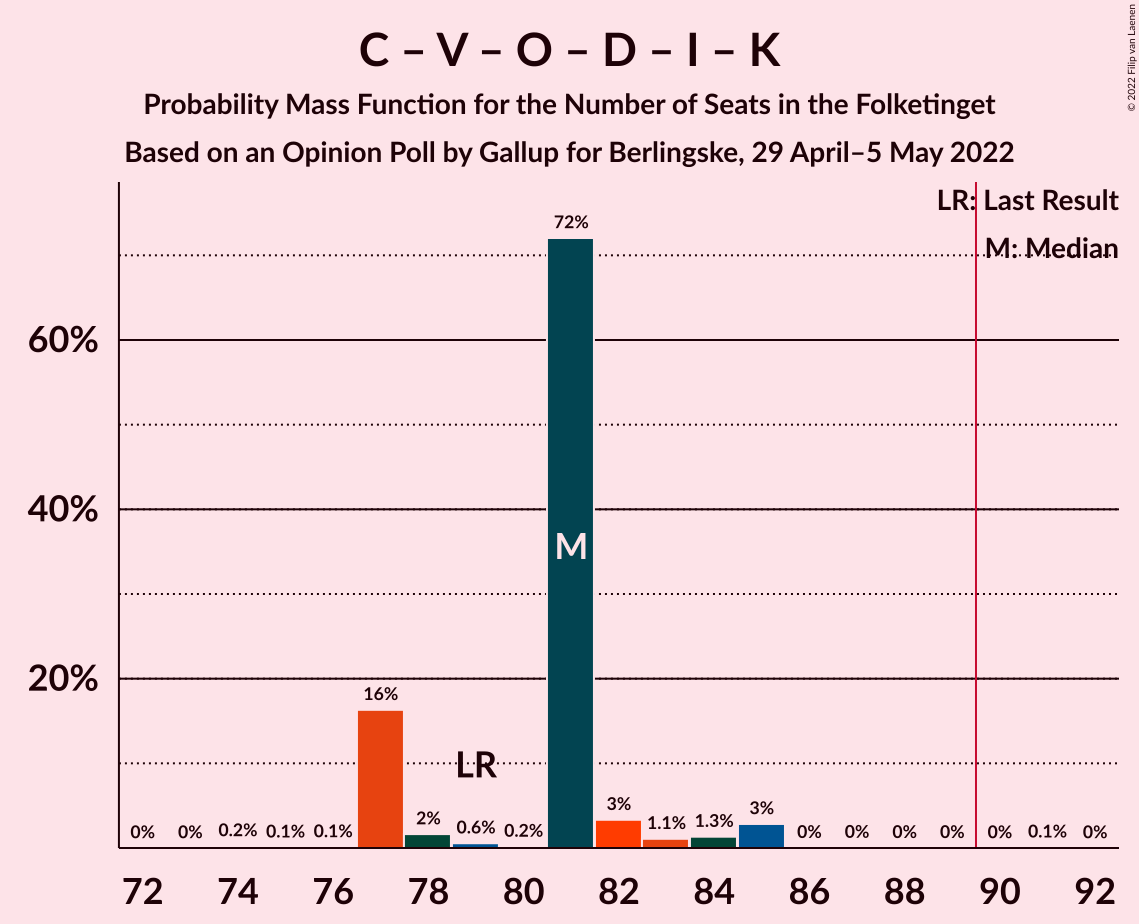 C – V – O – D – I – K
Probability Mass Function for the Number of Seats in the Folketinget
Based on an Opinion Poll by Gallup for Berlingske, 29 April–5 May 2022
© 2022 Filip van Laenen
LR: Last Result
M: Median
72%
60%
40%
M
20%
16%
LR
0% 0% 0.2% 0.1% 0.1% 2% 0.6% 0.2% 3% 1.1% 1.3% 3% 0% 0% 0% 0% 0% 0.1% 0%
72 74 76 78 80 82 84 86 88 90 92